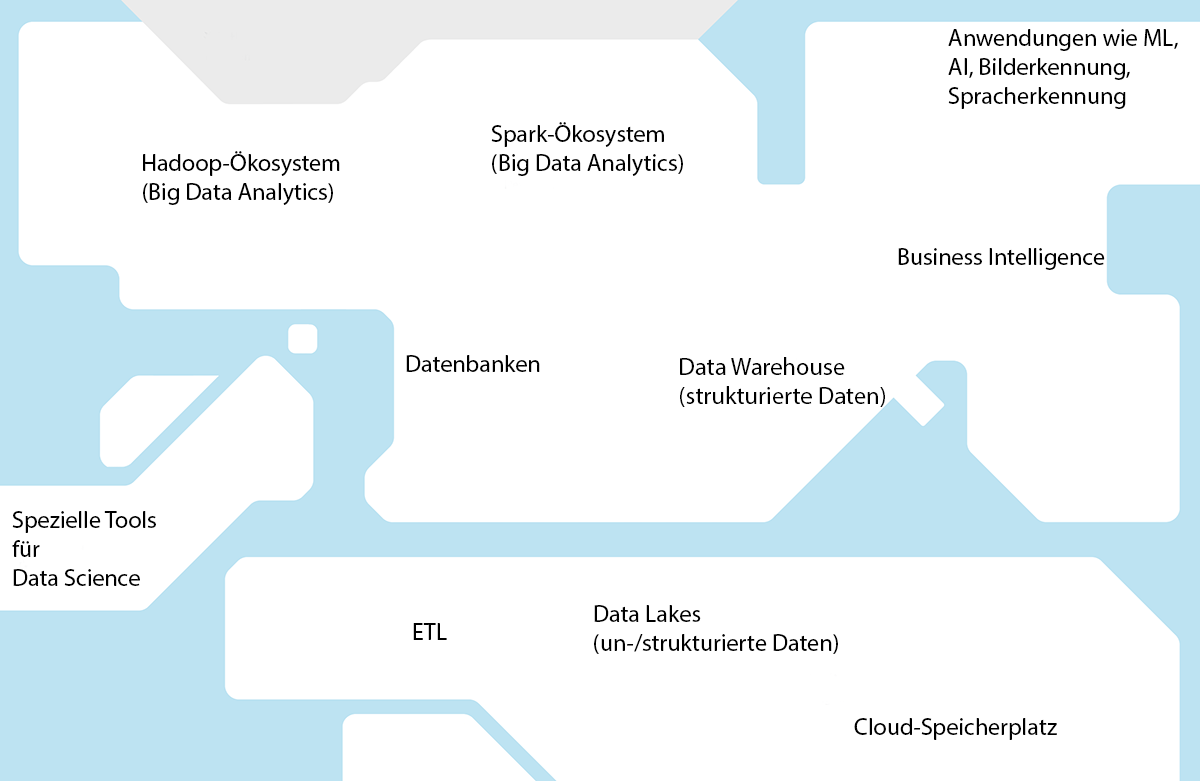 Anwendungen wie ML,
AI, Bilderkennung,
Spracherkennung
Spark-Ökosystem
(Big Data Analytics)
Hadoop-Ökosystem
(Big Data Analytics)
Business Intelligence
Datenbanken
Data Warehouse
(strukturierte Daten)
Spezielle Tools
für
Data Science
ETL
Data Lakes
(un-/strukturierte Daten)
Cloud-Speicherplatz